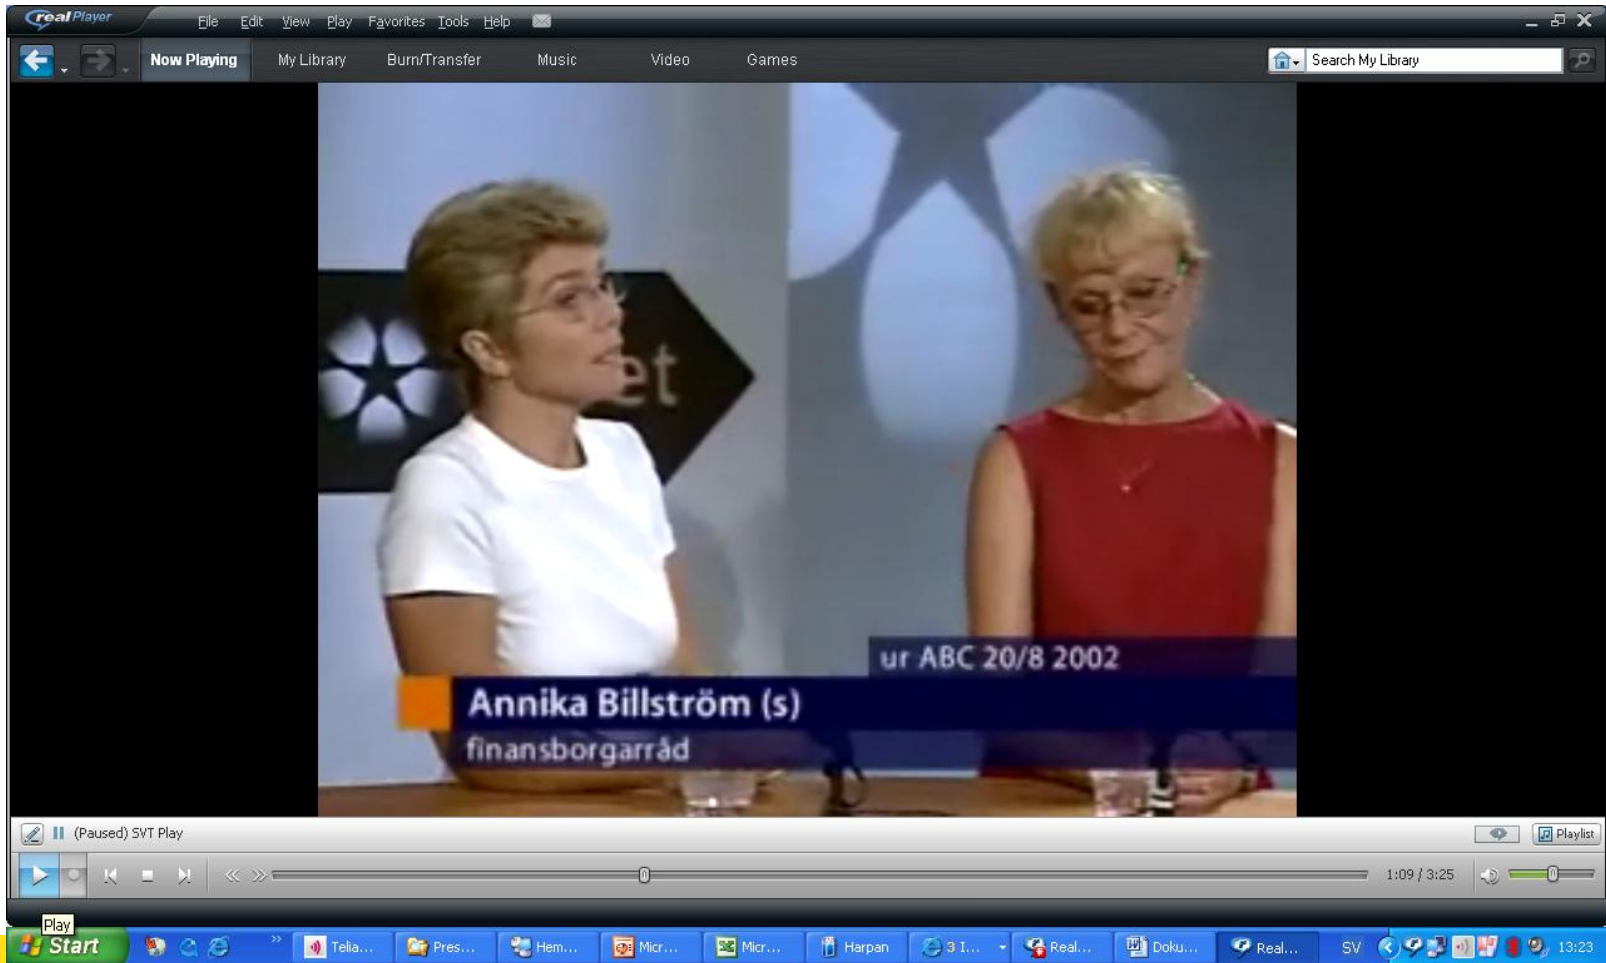 realPlayer File Edit View Play Favorites Tools Help
Now Playing My Library Burn/Transfer Music Video Games Search My Library
et
ur ABC 20/8 2002
Annika Billström (s)
finansborgarråd
(Paused) SVT Play Playlist
1:09 / 3:25
Play
Start Telia... Pres... Hem... Micr... Micr... Harpan 3 I... Real... Doku... Real... SV 13:23